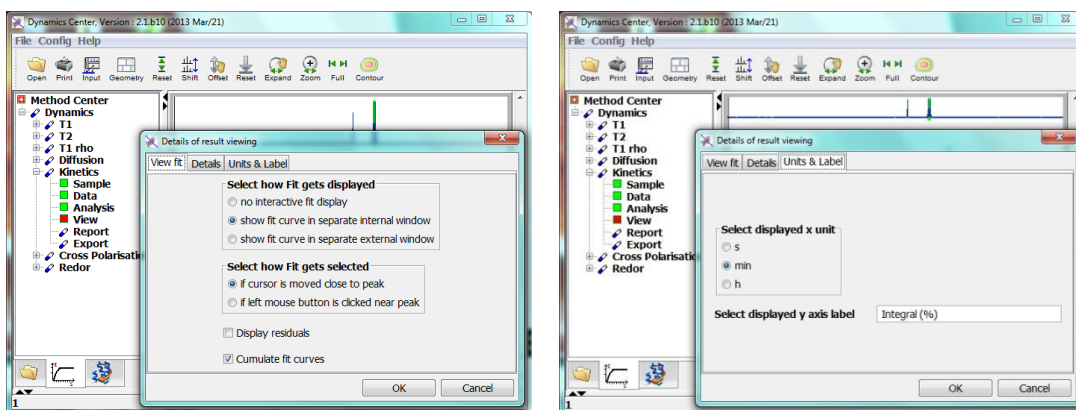 Dynamics Center, Version : 2.1.b10 (2013 Mar/21)
File Config Help
Open Print Input Geometry Reset Shift Offset Reset Expand Zoom Full Contour
Method Center
Dynamics
T1
T2
T1 rho
Diffusion
Kinetics
Sample
Data
Analysis
View
Report
Export
Cross Polarisatic
Redor
1
Details of result viewing
View fit Details Units & Label
Select how Fit gets displayed
no interactive fit display
show fit curve in separate internal window
show fit curve in separate external window
Select how Fit gets selected
if cursor is moved close to peak
if left mouse button is clicked near peak
Display residuals
Cumulate fit curves
OK Cancel
Dynamics Center, Version : 2.1.b10 (2013 Mar/21)
File Config Help
Open Print Input Geometry Reset Shift Offset Reset Expand Zoom Full Contour
Method Center
Dynamics
T1
T2
T1 rho
Diffusion
Kinetics
Sample
Data
Analysis
View
Report
Export
Cross Polarisatic
Redor
1
Details of result viewing
View fit Details Units & Label
Select displayed x unit
s
min
h
Select displayed y axis label Integral (%)
OK Cancel